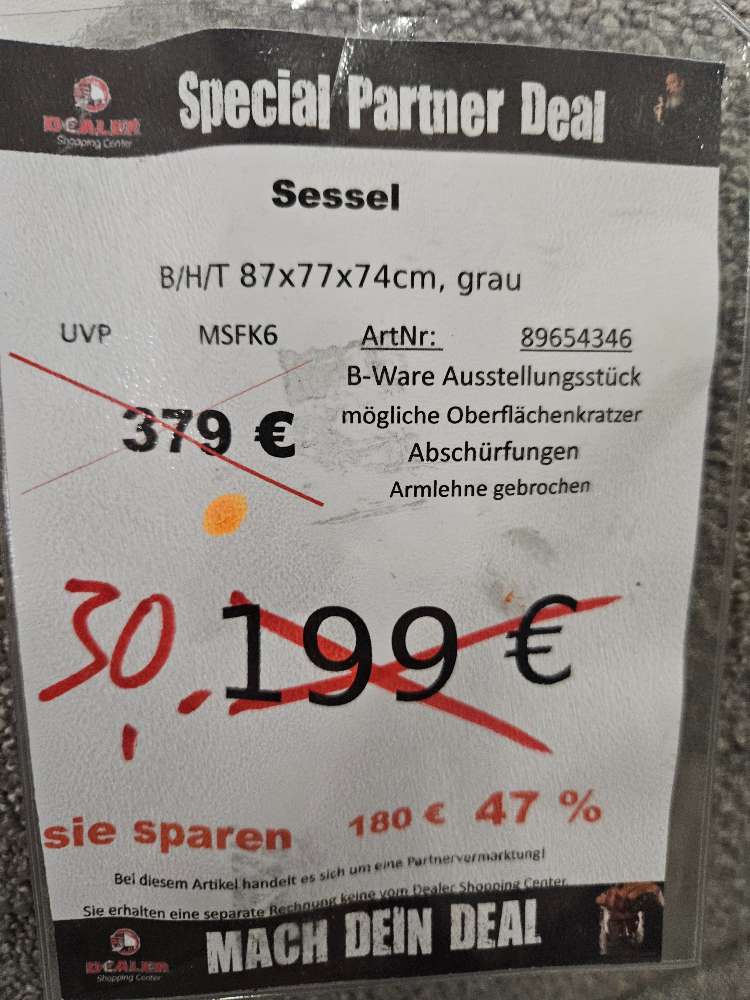 DEALER
Shopping Center
Special Partner Deal
Sessel
B/H/T 87x77x74cm, grau
UVP MSFK6 ArtNr: 89654346
B-Ware Ausstellungsstück
379 € mögliche Oberflächenkratzer
Abschürfungen
Armlehne gebrochen
30,- 199 €
sie sparen 180 € 47 %
Bei diesem Artikel handelt es sich um eine Partnervermarktung!
Sie erhalten eine separate Rechnung keine vom Dealer Shopping Center
DEALER
Shopping Center
MACH DEIN DEAL